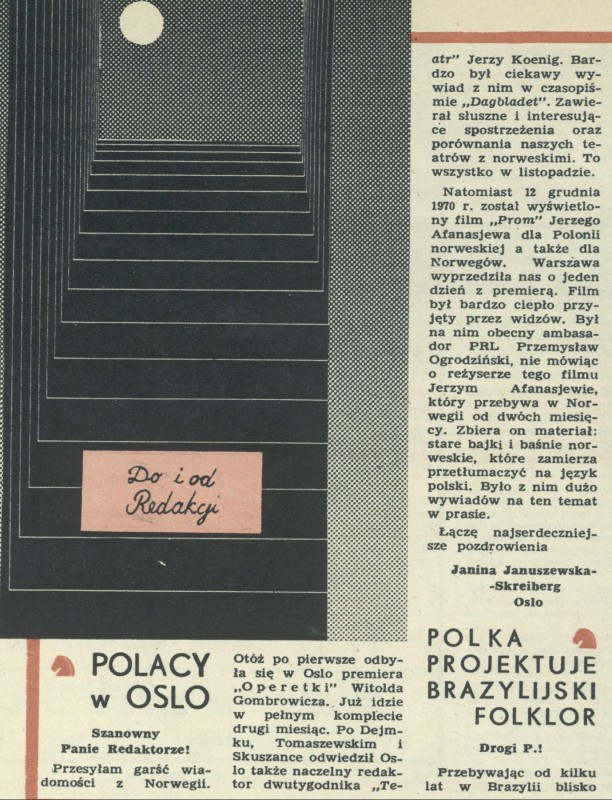 Do i od
Redakcji
POLACY
w OSLO
Szanowny
Panie Redaktorze!
Przesyłam garść wia-
domości z Norwegii.
Otóż po pierwsze odby-
ła się w Oslo premiera
„Operetki" Witolda
Gombrowicza. Już idzie
w pełnym komplecie
drugi miesiąc. Po Dejm-
ku, Tomaszewskim i
Skuszance odwiedził Os-
lo także naczelny redak-
tor dwutygodnika „Te-
atr" Jerzy Koenig. Bar-
dzo był ciekawy wy-
wiad z nim w czasopiś-
mie „Dagbladet". Zawie-
rał słuszne i interesują-
ce spostrzeżenia oraz
porównania naszych te-
atrów z norweskimi. To
wszystko w listopadzie.
Natomiast 12 grudnia
1970 r. został wyświetlo-
ny film „Prom" Jerzego
Afanasjewa dla Polonii
norweskiej a także dla
Norwegów. Warszawa
wyprzedziła nas o jeden
dzień z premierą. Film
był bardzo ciepło przy-
jęty przez widzów. Był
na nim obecny ambasa-
dor PRL Przemysław
Ogrodziński, nie mówiąc
o reżyserze tego filmu
Jerzym Afanasjewie,
który przebywa w Nor-
wegii od dwóch miesię-
cy. Zbiera on materiał:
stare bajki i baśnie nor-
weskie, które zamierza
przetłumaczyć na język
polski. Było z nim dużo
wywiadów na ten temat
w prasie.
Łączę najserdeczniej-
sze pozdrowienia
Janina Januszewska-
-Skreiberg
Oslo
POLKA
PROJEKTUJE
BRAZYLIJSKI
FOLKLOR
Drogi P.!
Przebywając od kilku
lat w Brazylii blisko